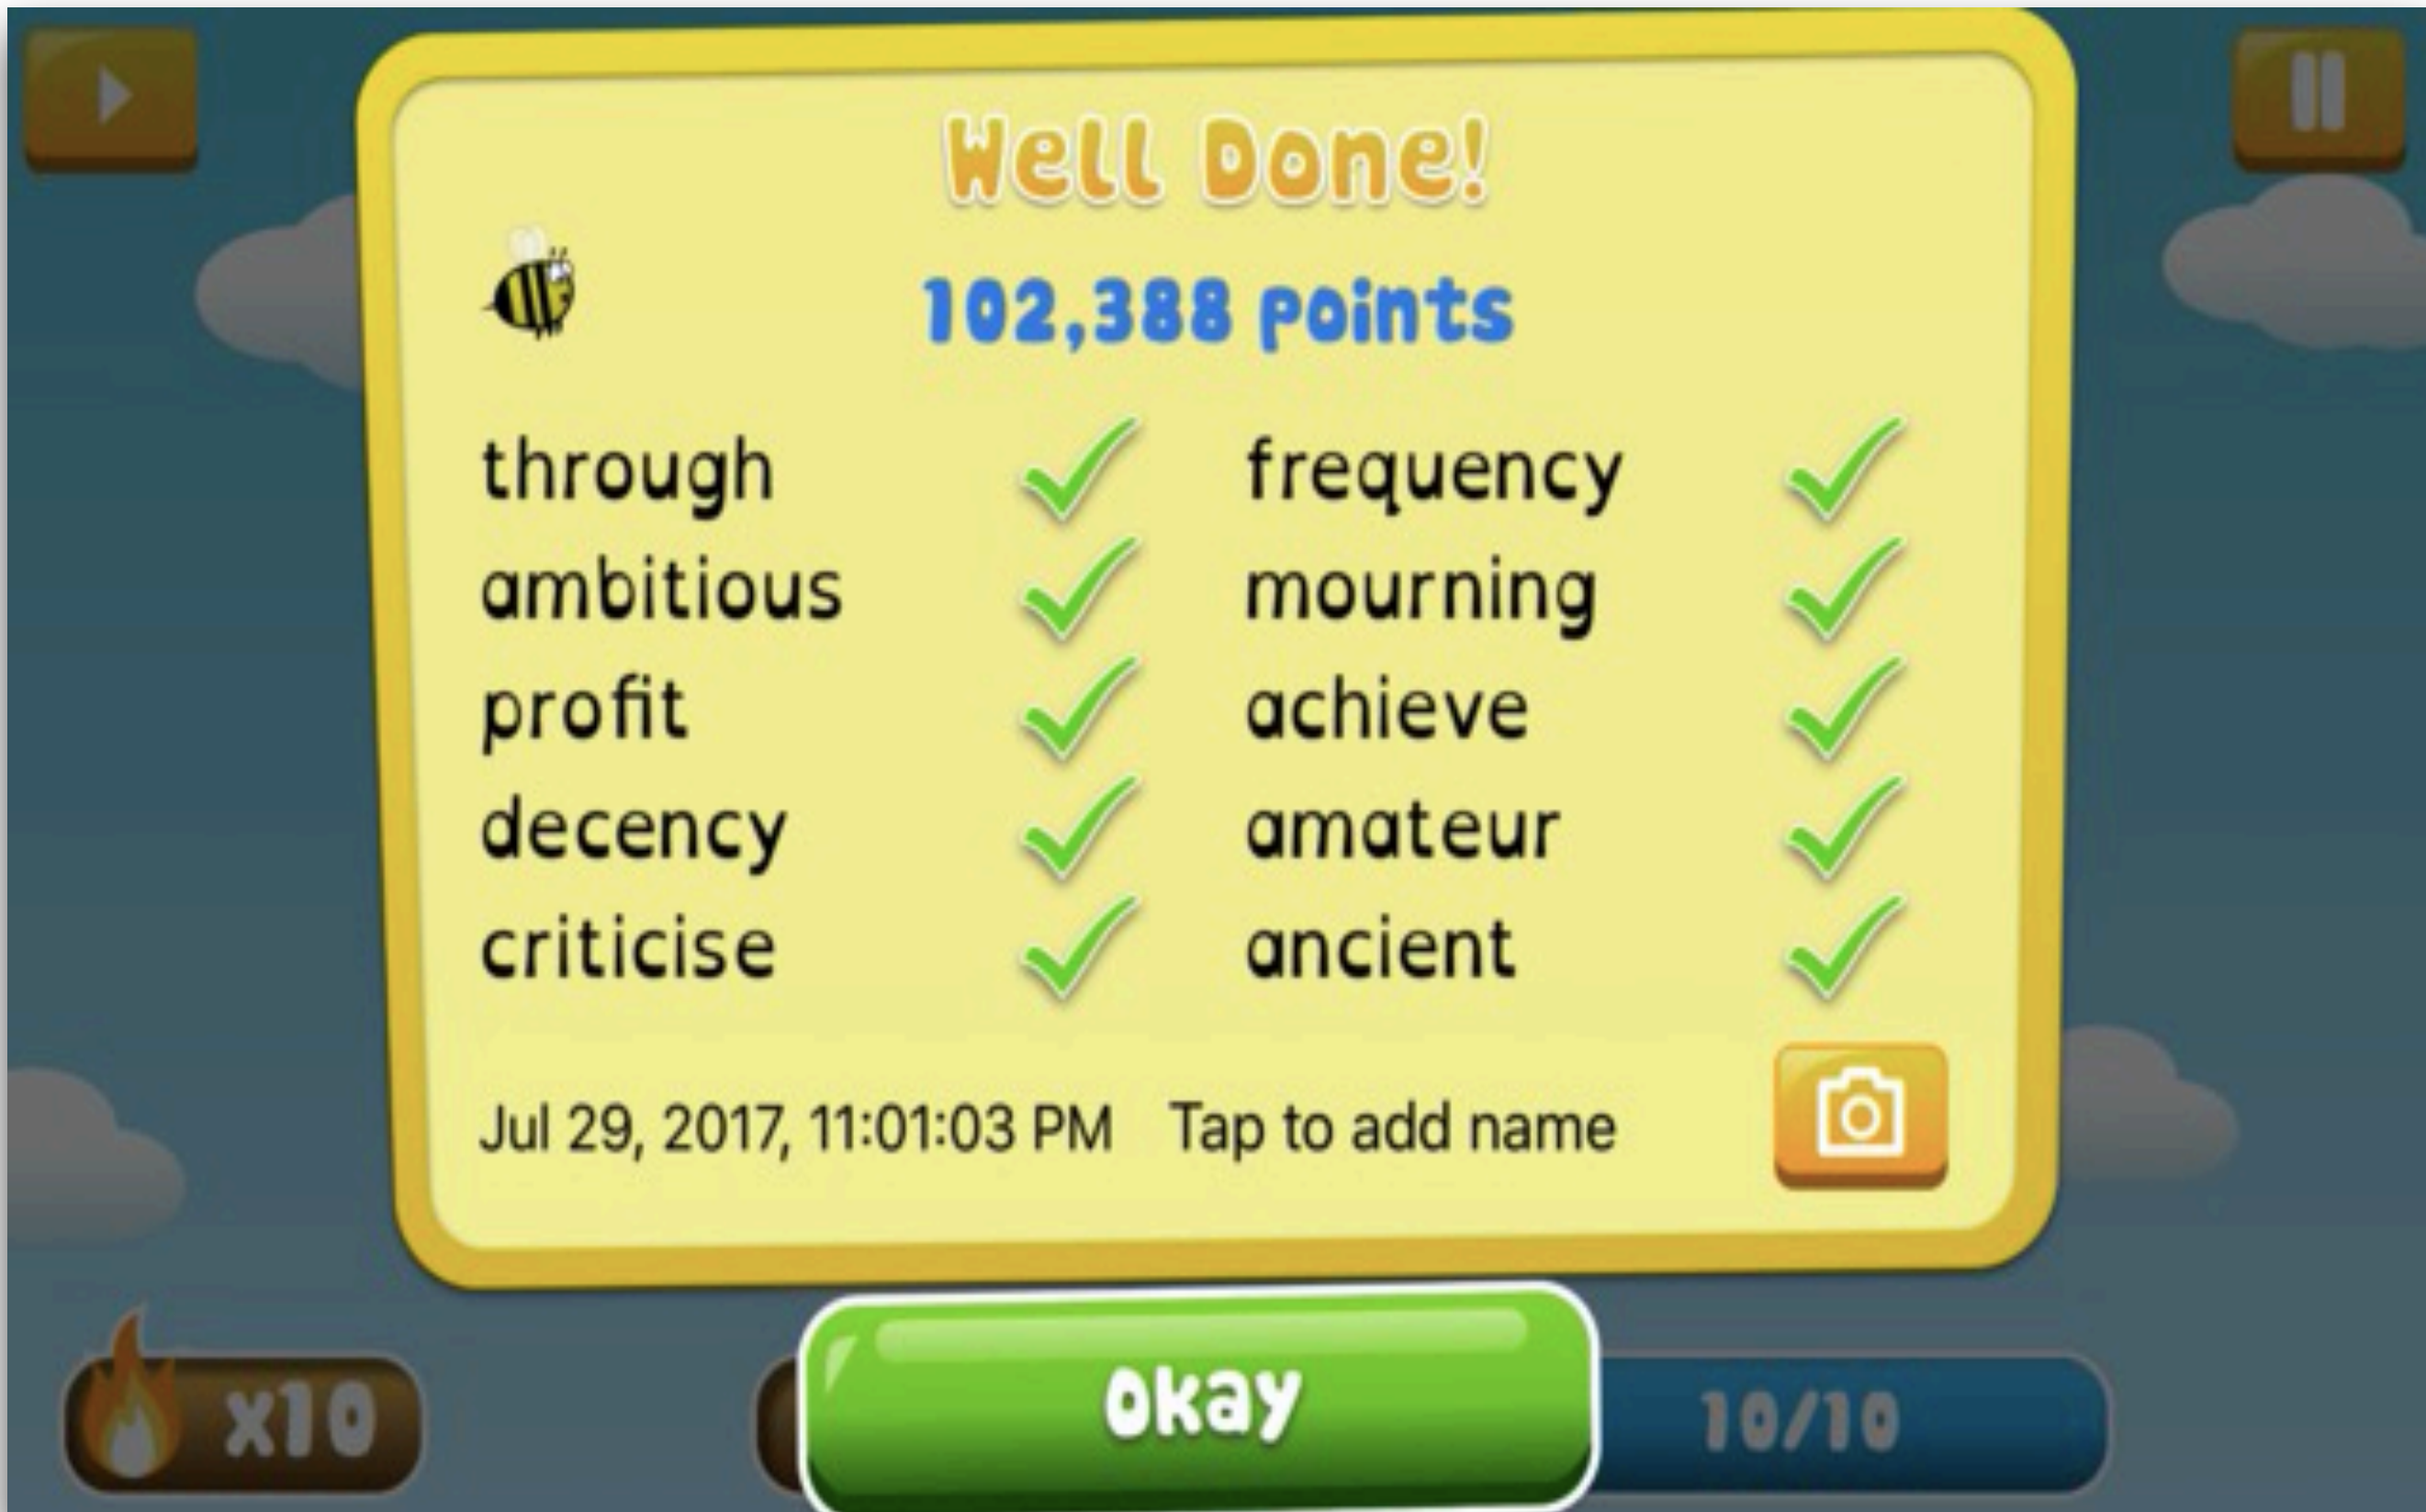 Well Done!
102,388 points
through
ambitious
profit
decency
criticise
frequency
mourning
achieve
amateur
ancient
Jul 29, 2017, 11:01:03 PM Tap to add name
x10
okay
10/10